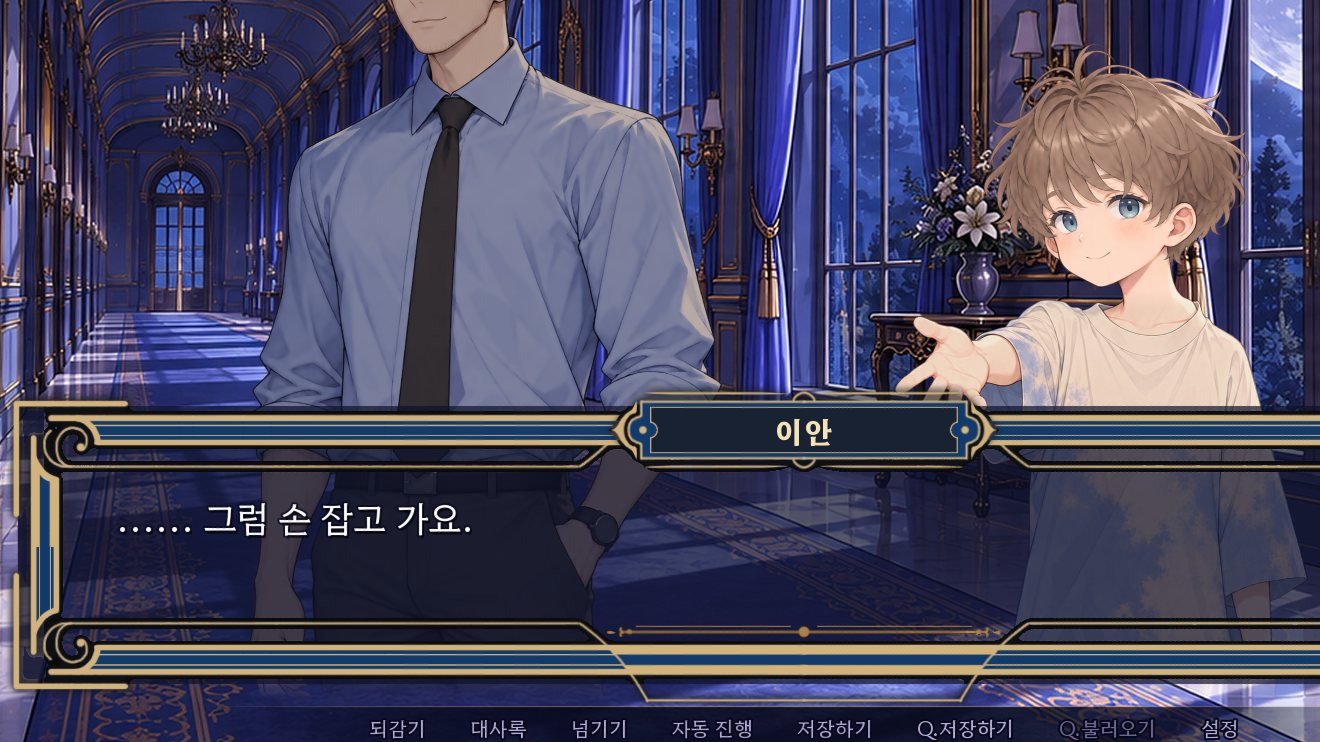 이안
...... 그럼 손 잡고 가요.
되감기 대사록 넘기기 자동 진행 저장하기 Q.저장하기 Q.불러오기 설정